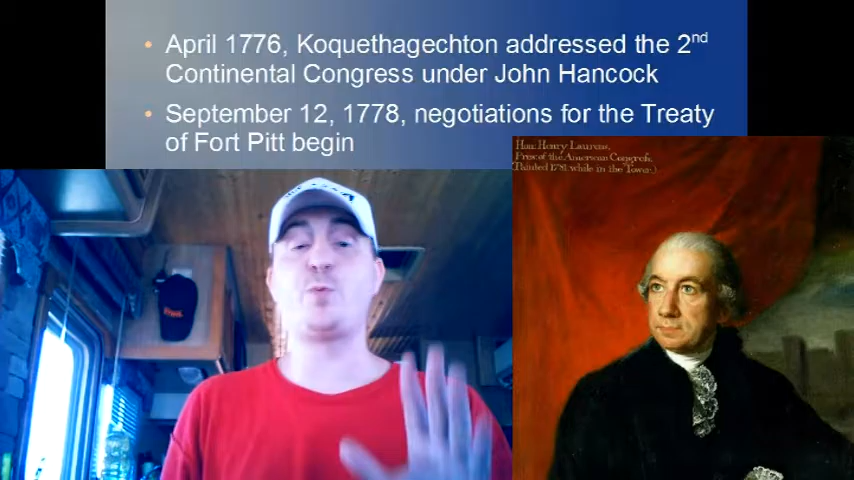 • April 1776, Koquethagechton addressed the 2nd
Continental Congress under John Hancock
• September 12, 1778, negotiations for the Treaty
of Fort Pitt begin
Hon: Henry Laurens,
Pres: of the American Congress.
(Painted 1781, while in the Tower.)